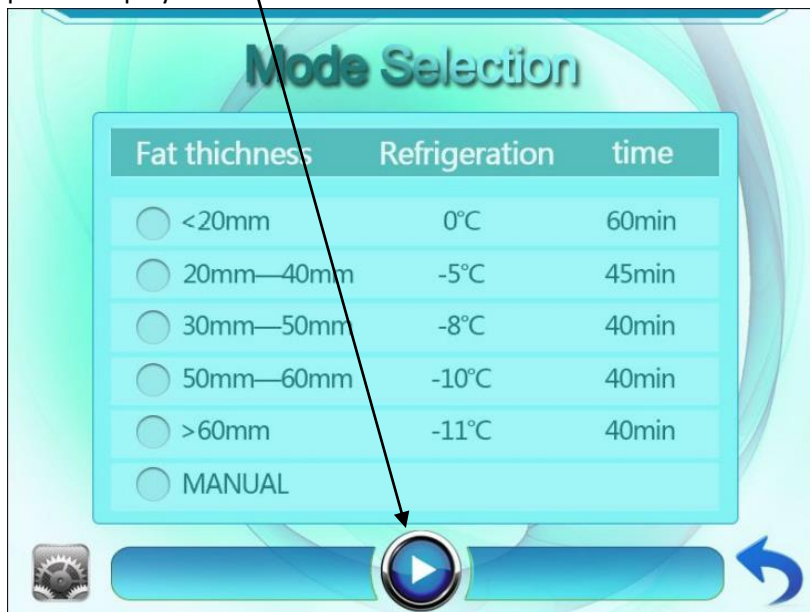 Mode Selection
Fat thichness Refrigeration time
<20mm 0℃ 60min
20mm—40mm -5℃ 45min
30mm—50mm -8℃ 40min
50mm—60mm -10℃ 40min
>60mm -11℃ 40min
MANUAL